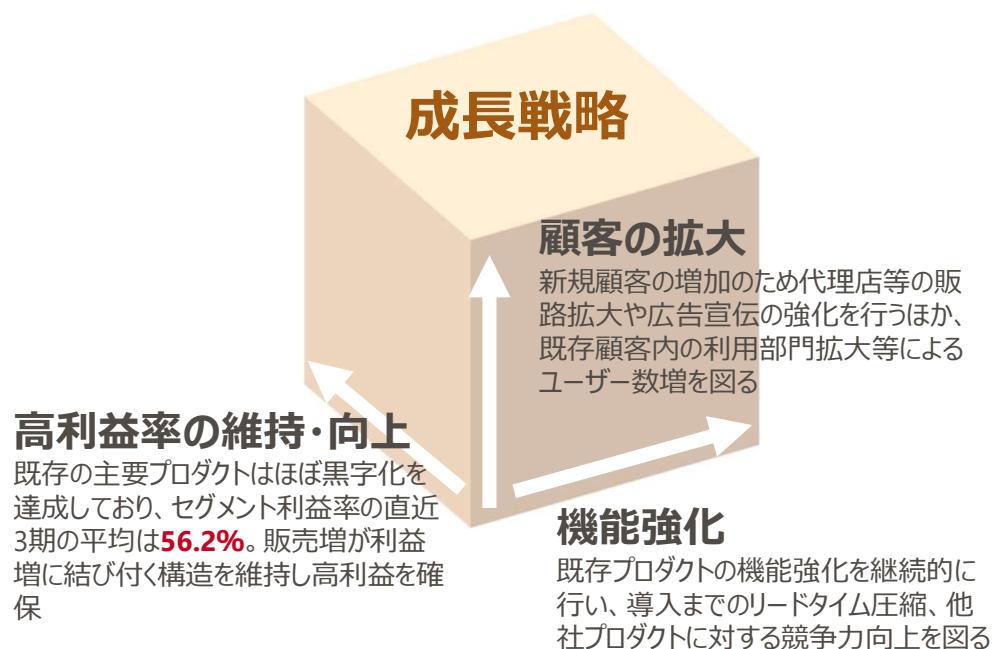 成長戦略
顧客の拡大
新規顧客の増加のため代理店等の販
路拡大や広告宣伝の強化を行うほか、
既存顧客内の利用部門拡大等による
ユーザー数増を図る
高利益率の維持・向上
既存の主要プロダクトはほぼ黒字化を
達成しており、セグメント利益率の直近
3期の平均は56.2%。販売増が利益
増に結び付く構造を維持し高利益を確
保
機能強化
既存プロダクトの機能強化を継続的に
行い、導入までのリードタイム圧縮、他
社プロダクトに対する競争力向上を図る